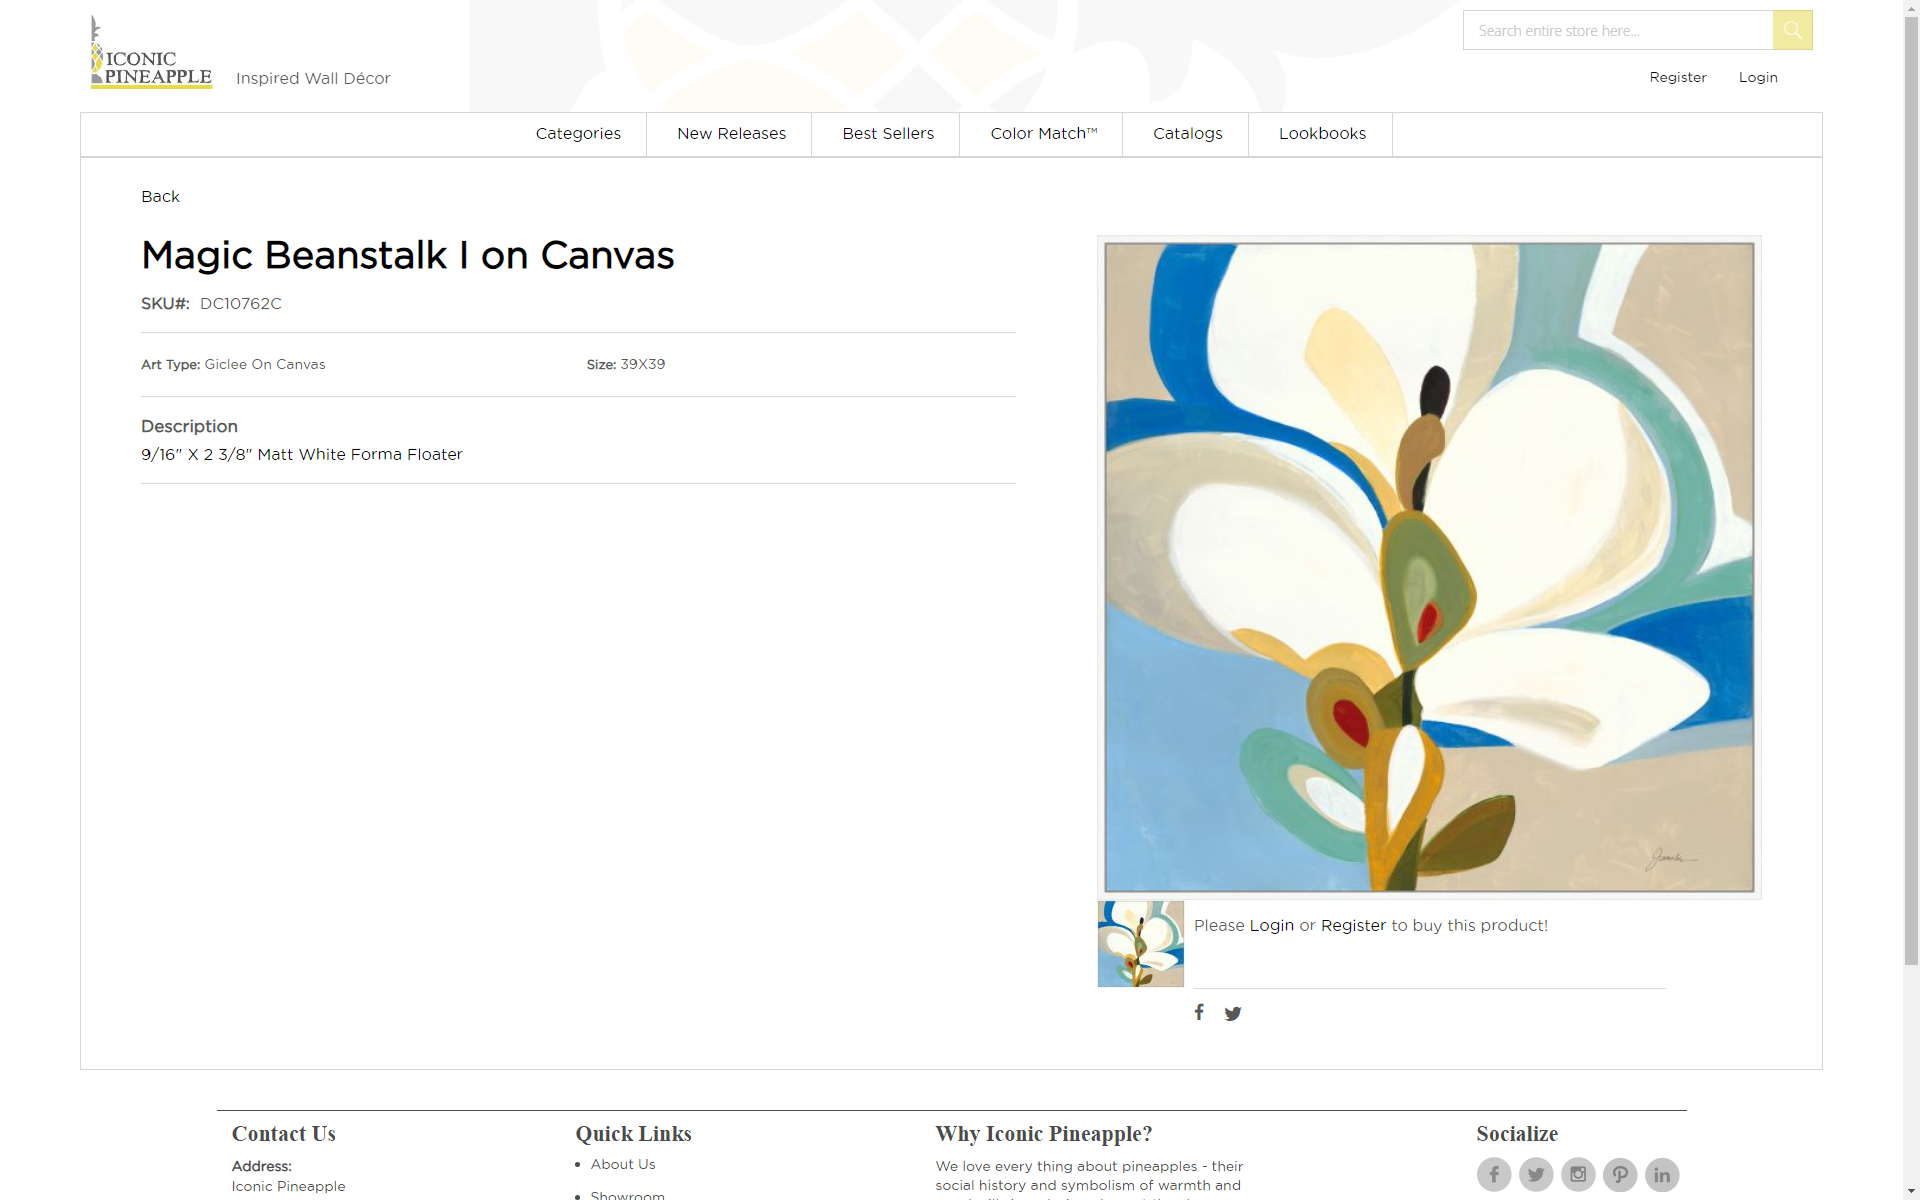 ICONIC
PINEAPPLE
Inspired Wall Décor
Search entire store here...
Register
Login
Categories
New Releases
Best Sellers
Color Match™
Catalogs
Lookbooks
Back
Magic Beanstalk I on Canvas
SKU#: DC10762C
Art Type: Giclee On Canvas
Size: 39X39
Description
9/16" X 2 3/8" Matt White Forma Floater
Please Login or Register to buy this product!
Contact Us
Address:
Iconic Pineapple
Quick Links
About Us
Showroom
Why Iconic Pineapple?
We love every thing about pineapples - their
social history and symbolism of warmth and
Socialize